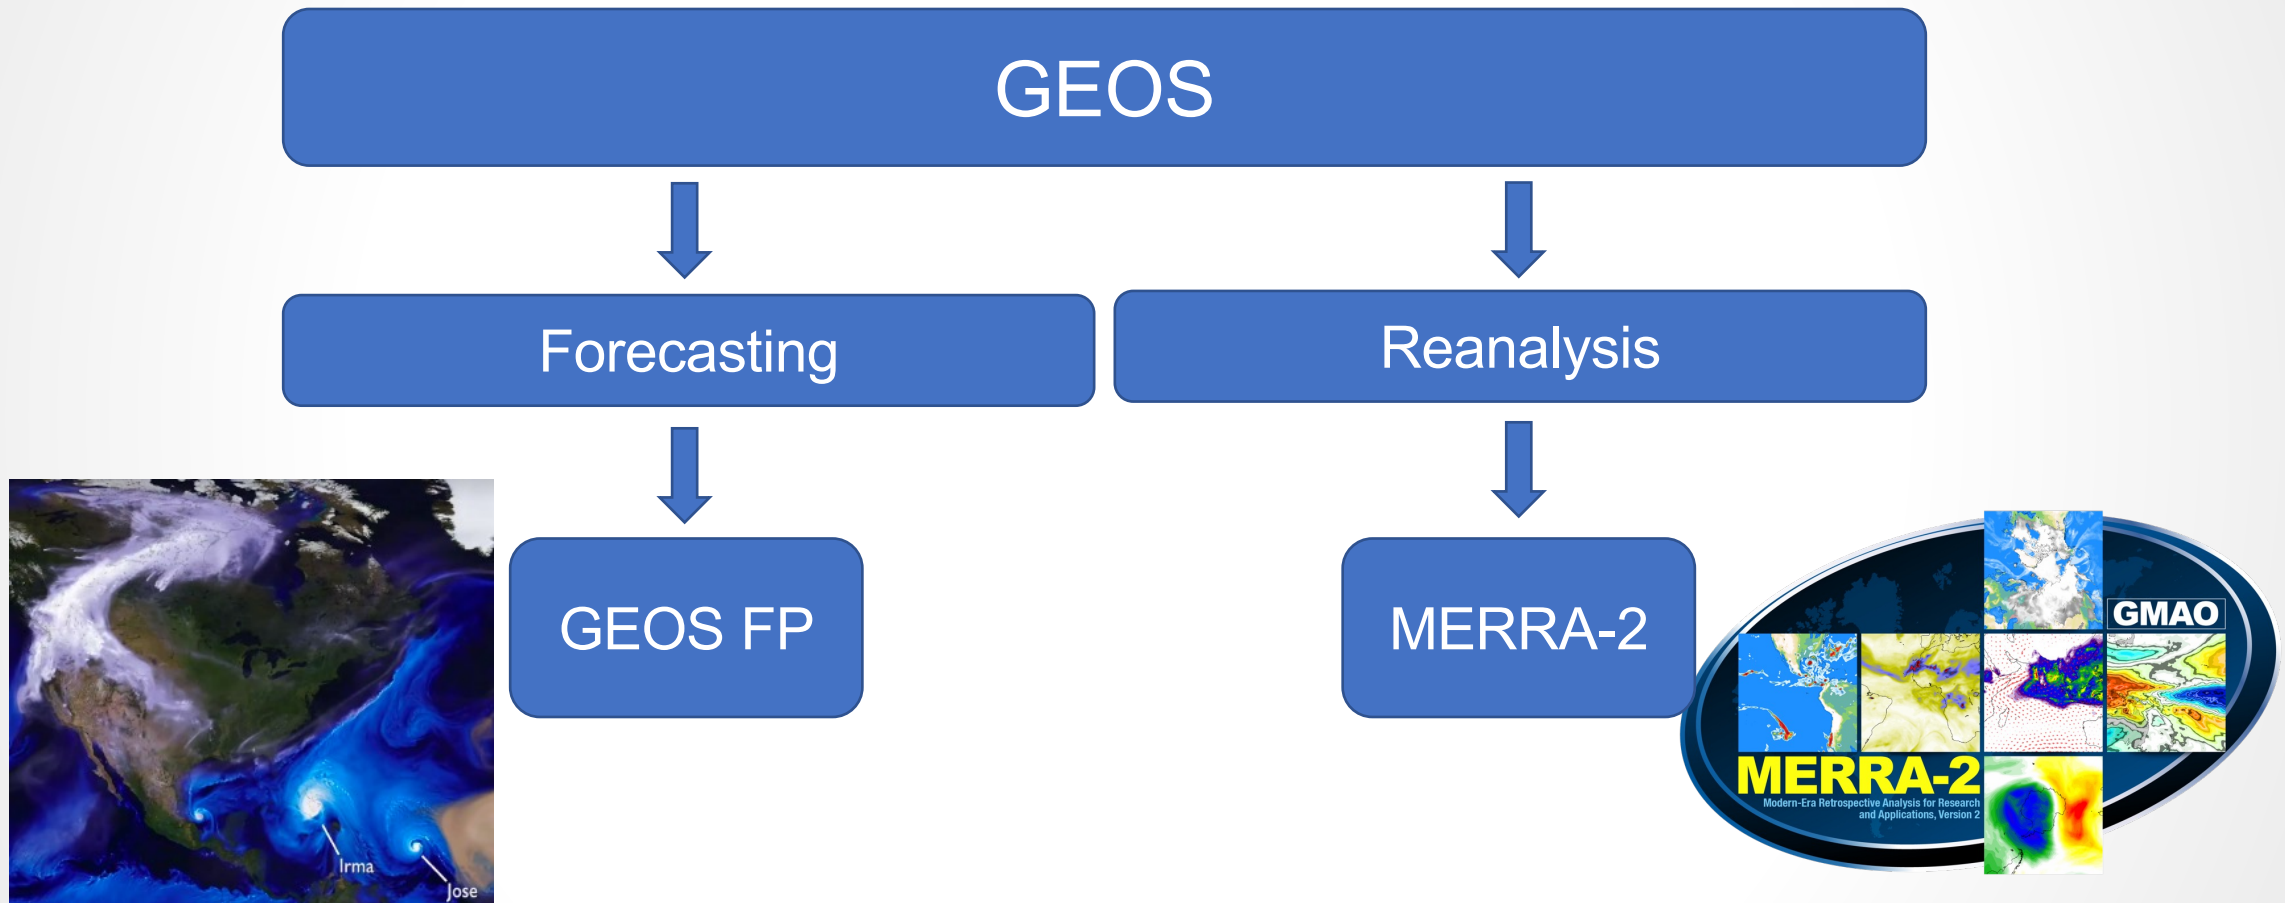 GEOS
Forecasting
Reanalysis
GEOS FP
MERRA-2
Irma
Jose
GMAO
MERRA-2
Modern-Era Retrospective Analysis for Research
and Applications, Version 2